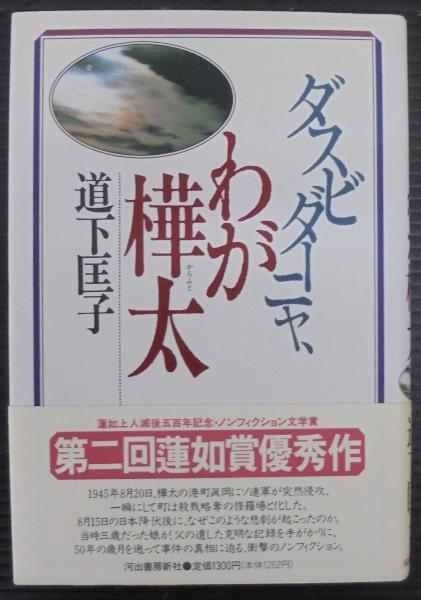 ダスビダーニャ、
わが
樺太
からふと
道下匡子
蓮如上人滅後五百年記念・ノンフィクション文学賞
第二回蓮如賞優秀作
1945年8月20日、樺太の港町眞岡にソ連軍が突然侵攻、
一瞬にして町は殺戮略奪の修羅場と化した。
8月15日の日本降伏後に、なぜこのような悲劇が起こったのか。
当時三歳だった娘が、父の遺した克明な記録を手がかりに、
50年の歳月を遡って事件の真相に迫る、衝撃のノンフィクション。
河出書房新社●定価1300円(本体1262円)